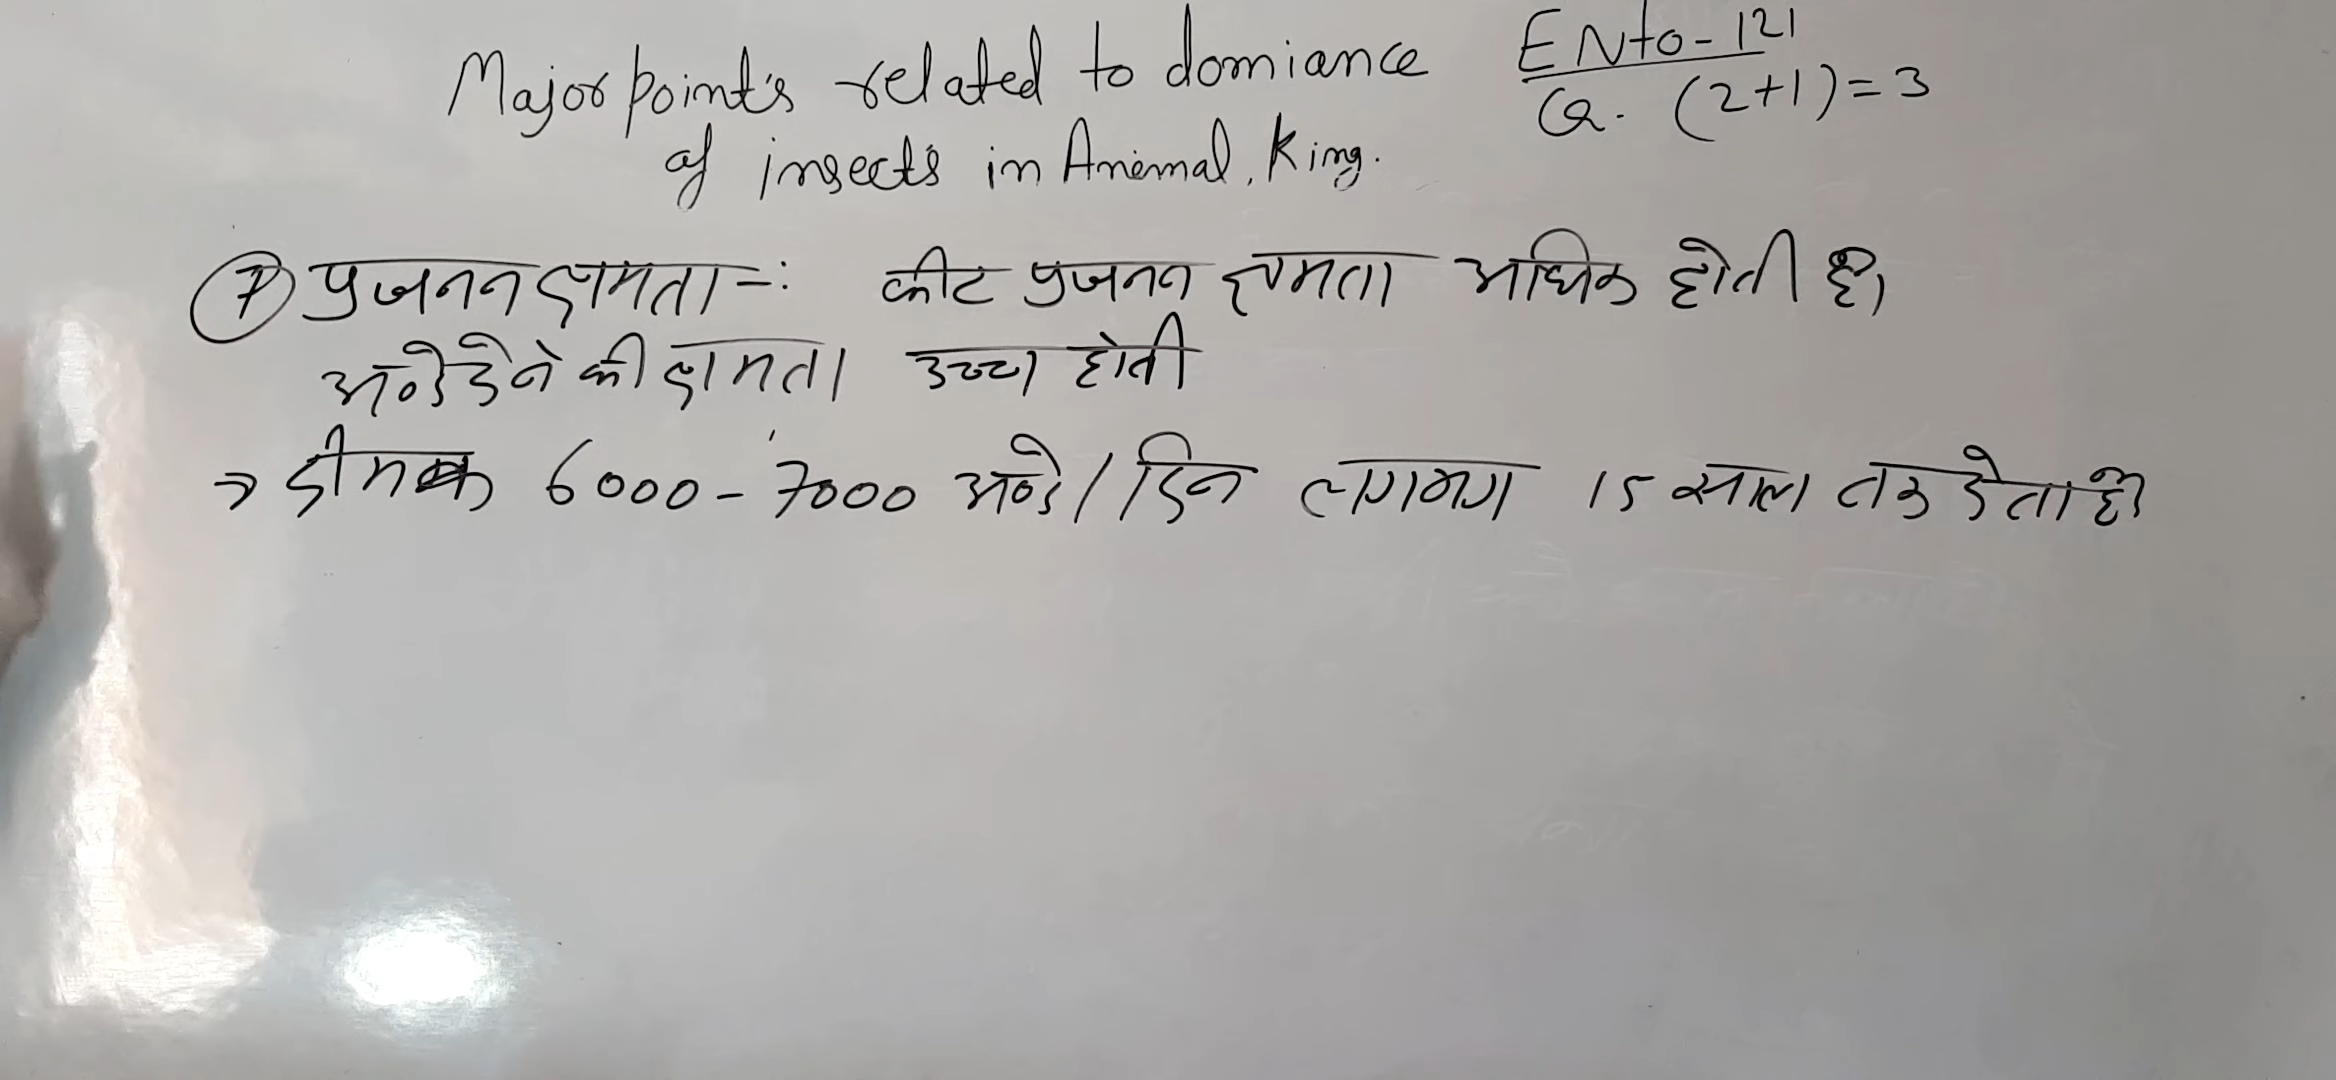 Major points related to domiance
of insects in Animal. King.
ENto-121
Cr. (2+1)=3
⑦ प्रजनन क्षमता -: कीट प्रजनन क्षमता अधिक होती है।
अण्डे देने की क्षमता उच्चा होती
→ दीमक 6000-7000 अण्डे/दिन लगभग 15 साल तक देता है